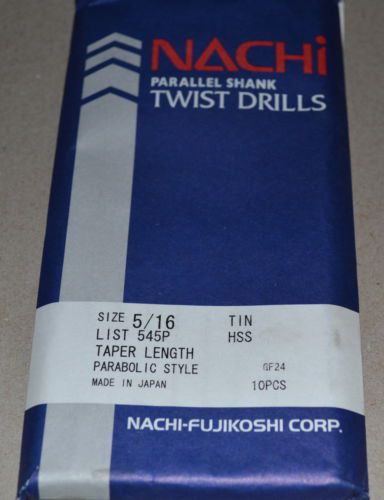 NACHi
PARALLEL SHANK
TWIST DRILLS
SIZE 5/16 TIN
LIST 545P HSS
TAPER LENGTH
PARABOLIC STYLE GF24
MADE IN JAPAN 10PCS
NACHI-FUJIKOSHI CORP.